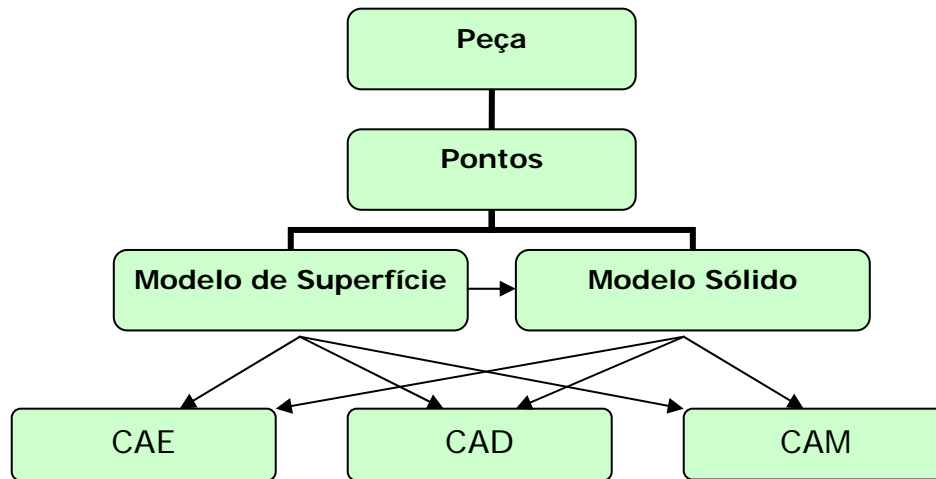 Peça
Pontos
Modelo de Superfície
Modelo Sólido
CAE
CAD
CAM